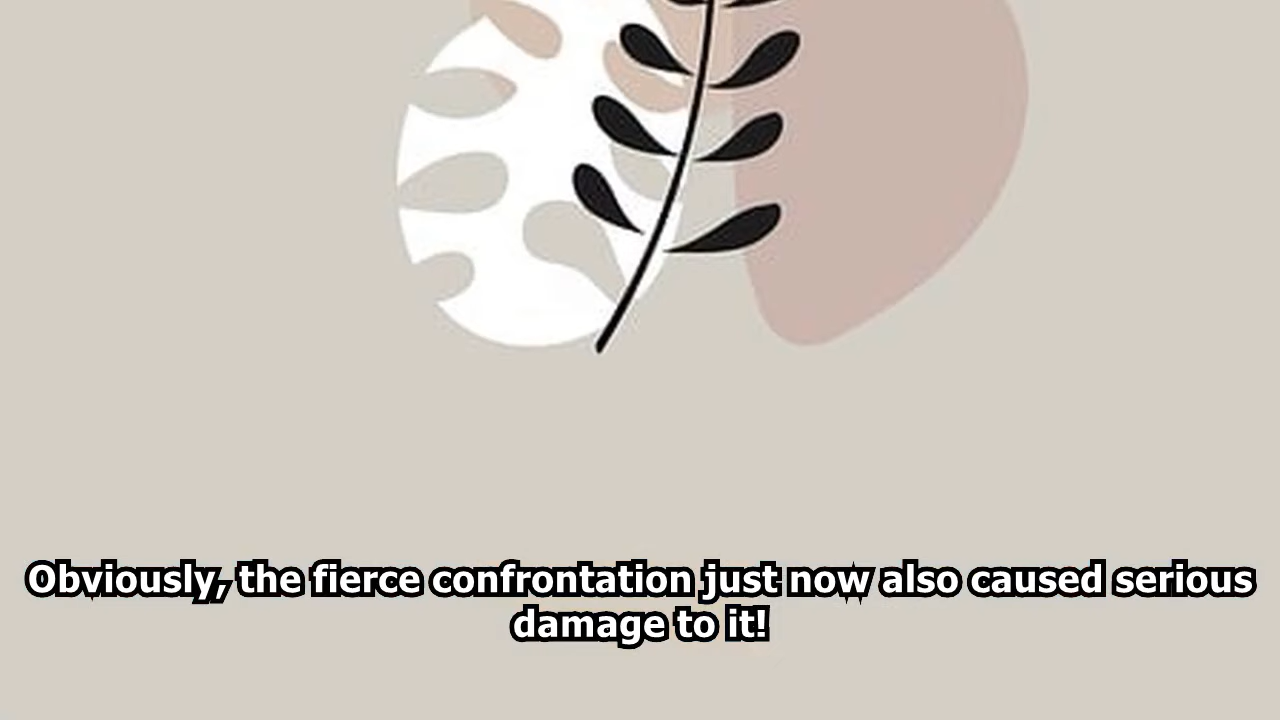 Obviously, the fierce confrontation just now also caused serious
damage to it!